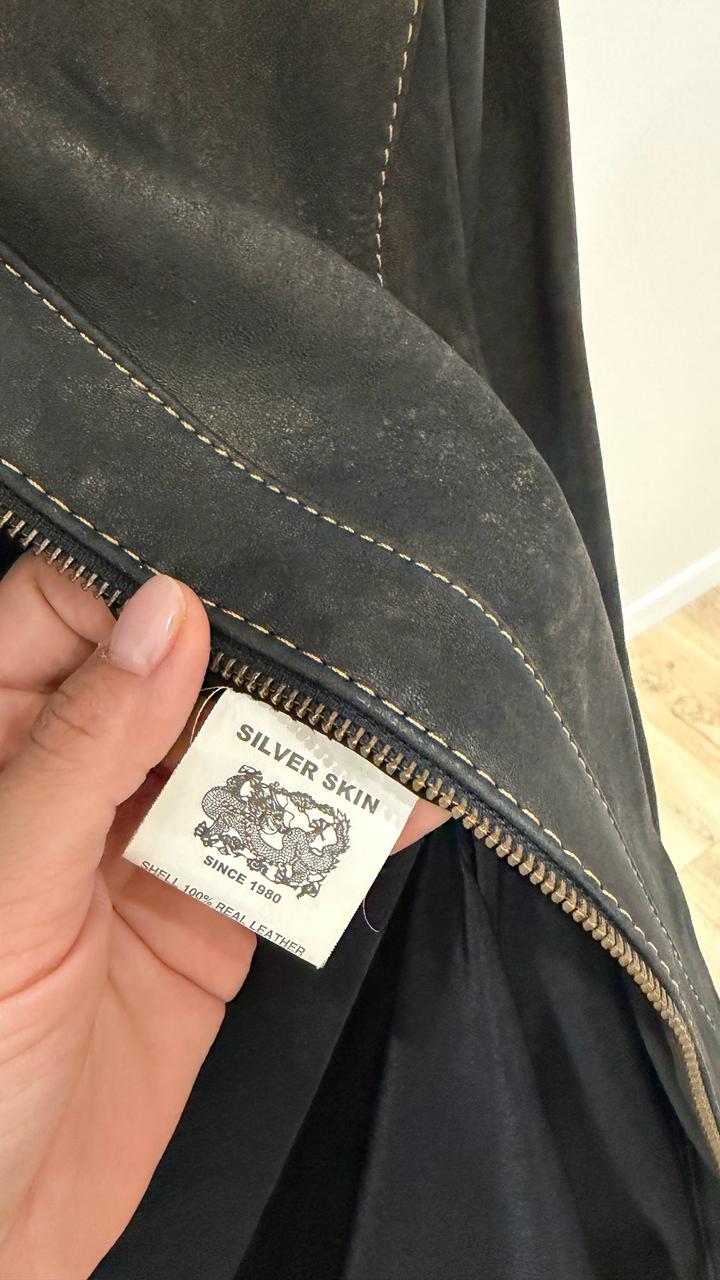 SILVER SKIN
SINCE 1980
SHELL 100% REAL LEATHER